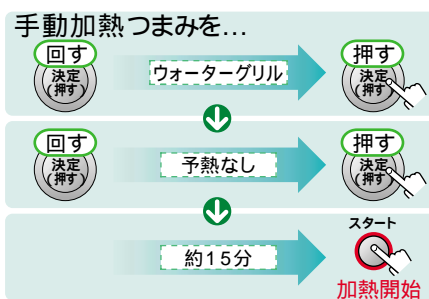 手動加熱つまみを…
回す
決定
(押す)
ウォーターグリル
押す
決定
(押す)
回す
決定
(押す)
予熱なし
押す
決定
(押す)
約15分
スタート
加熱開始